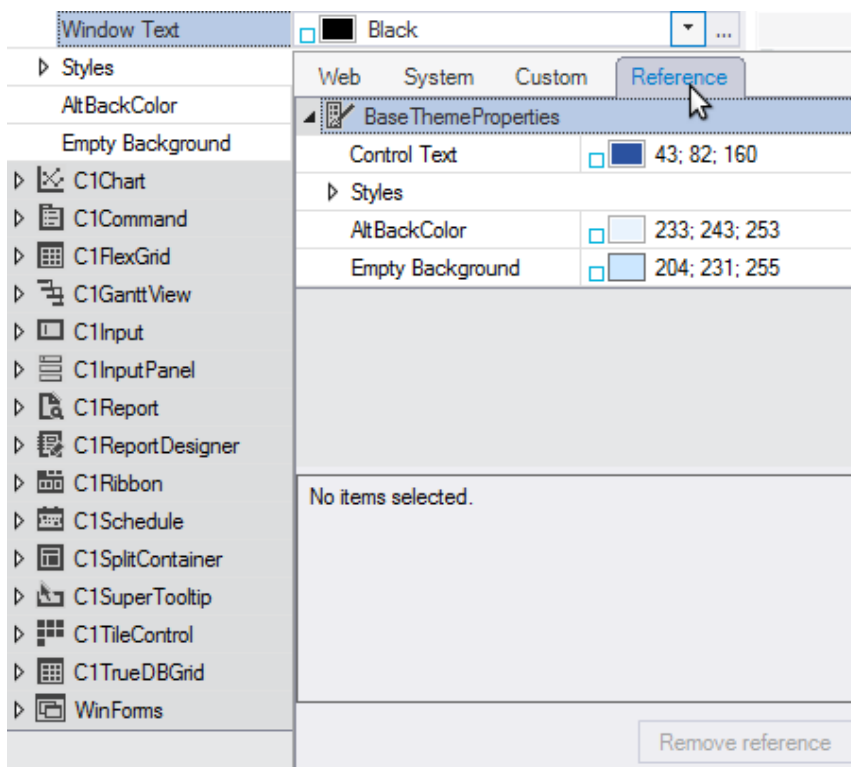 Window Text Black ...
Styles
AltBackColor
Empty Background
C1Chart
C1Command
C1FlexGrid
C1GanttView
C1Input
C1InputPanel
C1Report
C1ReportDesigner
C1Ribbon
C1Schedule
C1SplitContainer
C1SuperTooltip
C1TileControl
C1TrueDBGrid
WinForms
Web System Custom Reference
BaseThemeProperties
Control Text 43; 82; 160
Styles
AltBackColor 233; 243; 253
Empty Background 204; 231; 255
No items selected.
Remove reference